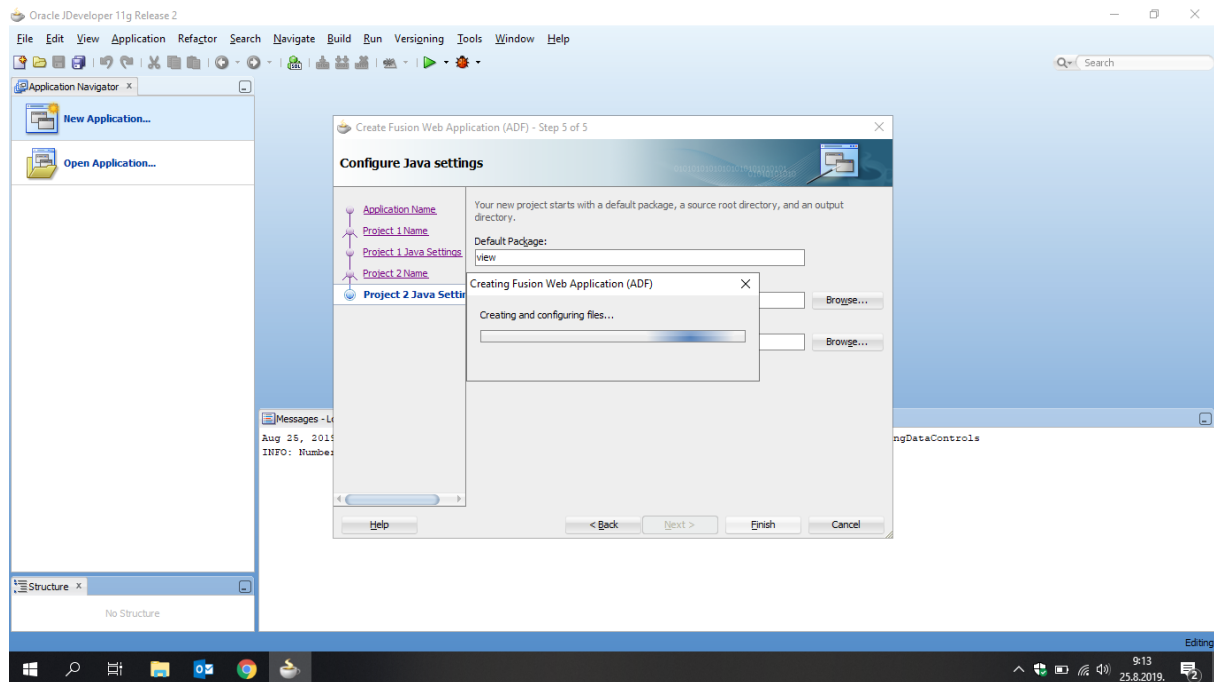 Oracle JDeveloper 11g Release 2
File Edit View Application Refactor Search Navigate Build Run Versioning Tools Window Help
Search
Application Navigator
New Application...
Open Application...
Create Fusion Web Application (ADF) - Step 5 of 5
Configure Java settings
Application Name
Project 1 Name
Project 1 Java Settings
Project 2 Name
Project 2 Java Settin
Your new project starts with a default package, a source root directory, and an output
directory.
Default Package:
view
Browse...
Browse...
Creating Fusion Web Application (ADF)
Creating and configuring files...
Help
< Back
Next >
Finish
Cancel
Messages - Lo
Aug 25, 2019
ngDataControls
INFO: Number
Structure
No Structure
Editing
9:13
25.8.2019.
2